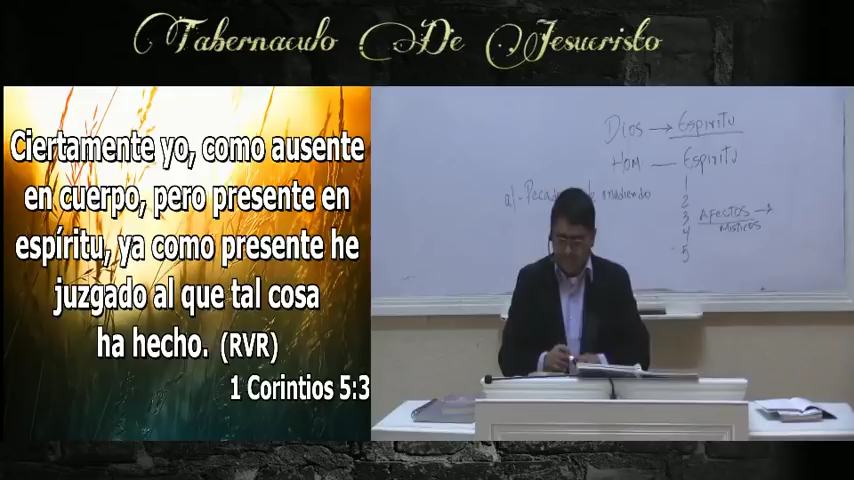 Tabernaculo De Jesucristo
Ciertamente yo, como ausente
en cuerpo, pero presente en
espíritu, ya como presente he
juzgado al que tal cosa
ha hecho. (RVR)
1 Corintios 5:3
Dios → Espiritu
Hom — Espiritu
1
2
3 Afectos →
Misticos
4
5